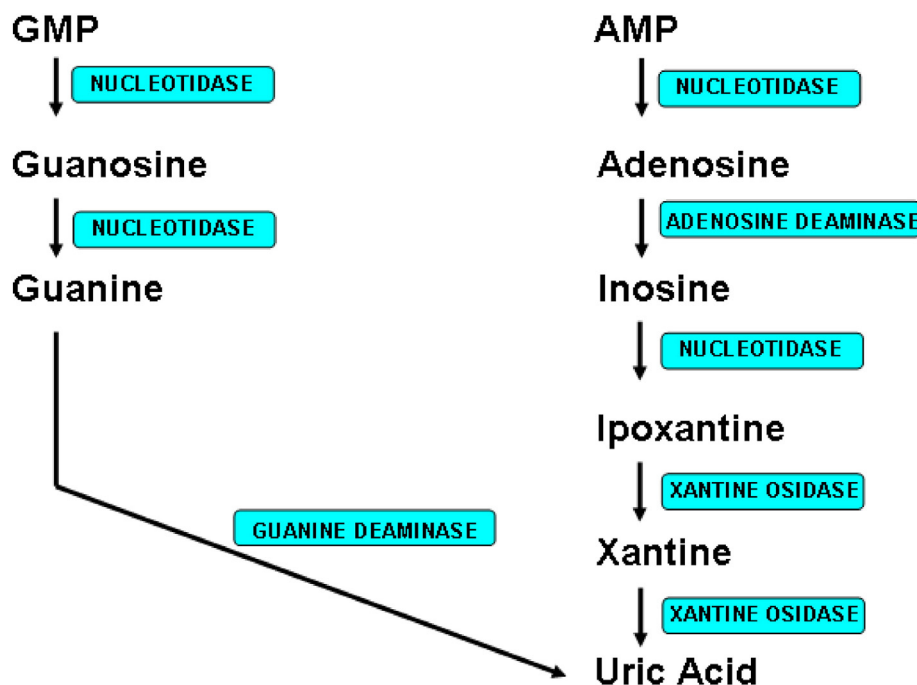 GMP
NUCLEOTIDASE
Guanosine
NUCLEOTIDASE
Guanine
GUANINE DEAMINASE
AMP
NUCLEOTIDASE
Adenosine
ADENOSINE DEAMINASE
Inosine
NUCLEOTIDASE
Ipoxantine
XANTINE OSIDASE
Xantine
XANTINE OSIDASE
Uric Acid